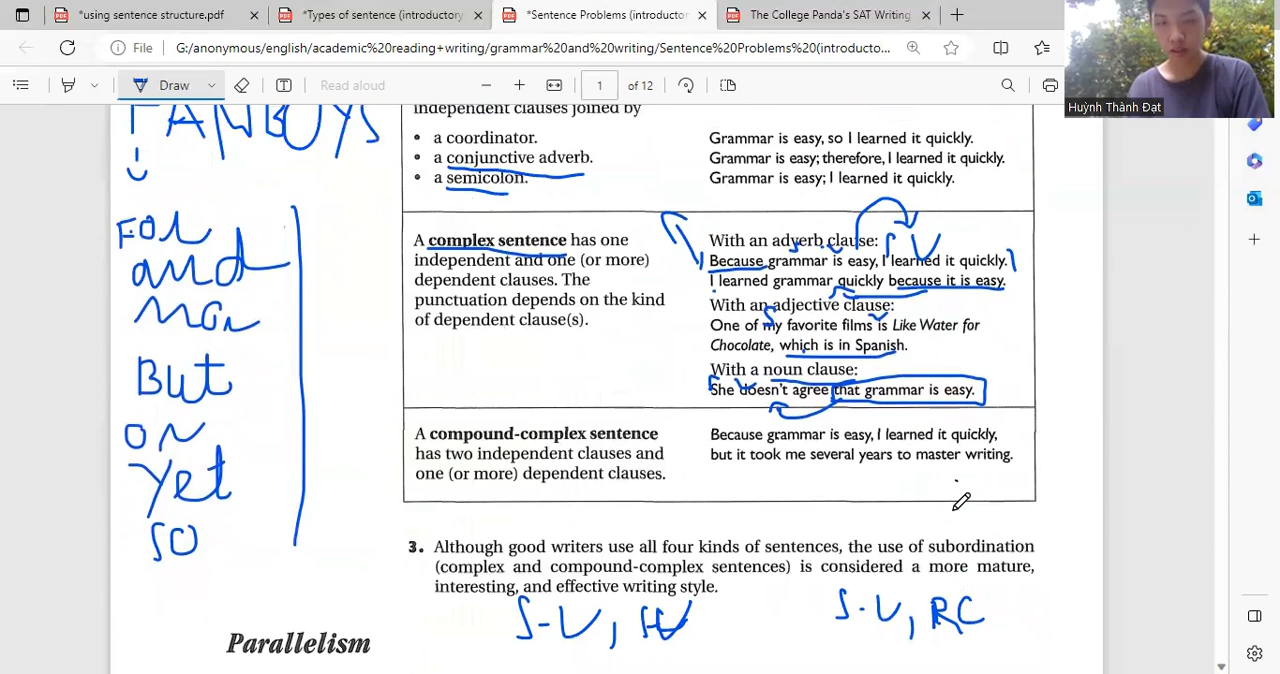 *using sentence structure.pdf
*Types of sentence (introductory
*Sentence Problems (introductor
The College Panda's SAT Writing
File
G:/anonymous/english/academic%20reading+writing/grammar%20and%20writing/Sentence%20Problems%20(introducto...
Draw
Read aloud
1
of 12
Huỳnh Thành Đạt
FANBOYS
For
and
Nor
But
Or
Yet
SO
independent clauses joined by
• a coordinator.
• a conjunctive adverb.
• a semicolon.
Grammar is easy, so I learned it quickly.
Grammar is easy; therefore, I learned it quickly.
Grammar is easy; I learned it quickly.
A complex sentence has one
independent and one (or more)
dependent clauses. The
punctuation depends on the kind
of dependent clause(s).
With an adverb clause:
S V
Because grammar is easy, I learned it quickly.
I learned grammar quickly because it is easy.
With an adjective clause:
S
One of my favorite films is Like Water for
Chocolate, which is in Spanish.
With a noun clause:
She doesn't agree that grammar is easy.
A compound-complex sentence
has two independent clauses and
one (or more) dependent clauses.
Because grammar is easy, I learned it quickly,
but it took me several years to master writing.
3. Although good writers use all four kinds of sentences, the use of subordination
(complex and compound-complex sentences) is considered a more mature,
interesting, and effective writing style.
S-V, SV
S-V, RC
Parallelism